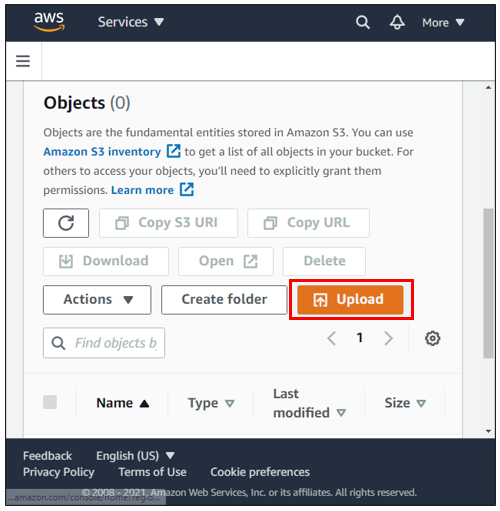 aws Services More
Objects (0)
Objects are the fundamental entities stored in Amazon S3. You can use
Amazon S3 inventory to get a list of all objects in your bucket. For
others to access your objects, you'll need to explicitly grant them
permissions. Learn more
Copy S3 URI Copy URL
Download Open Delete
Actions Create folder Upload
Find objects by 1
Name Type Last modified Size
Feedback English (US)
Privacy Policy Terms of Use Cookie preferences
...amazon.com/console/home?reg...
© 2008 - 2021, Amazon Web Services, Inc. or its affiliates. All rights reserved.